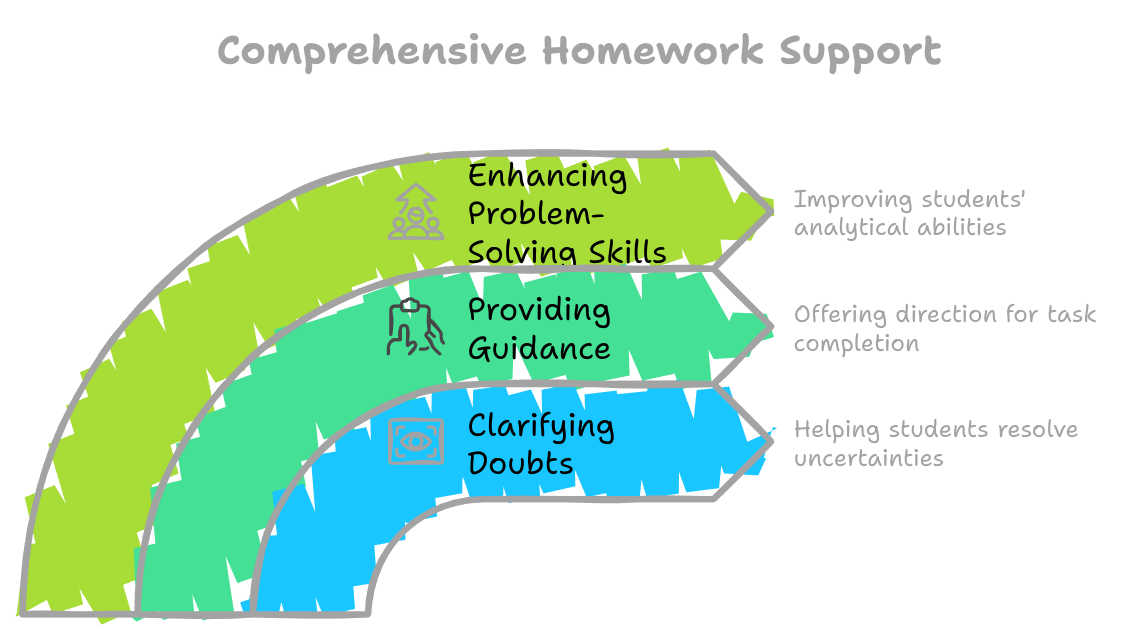 Comprehensive Homework Support
Enhancing
Problem-
Solving Skills
Improving students'
analytical abilities
Providing
Guidance
Offering direction for task
completion
Clarifying
Doubts
Helping students resolve
uncertainties